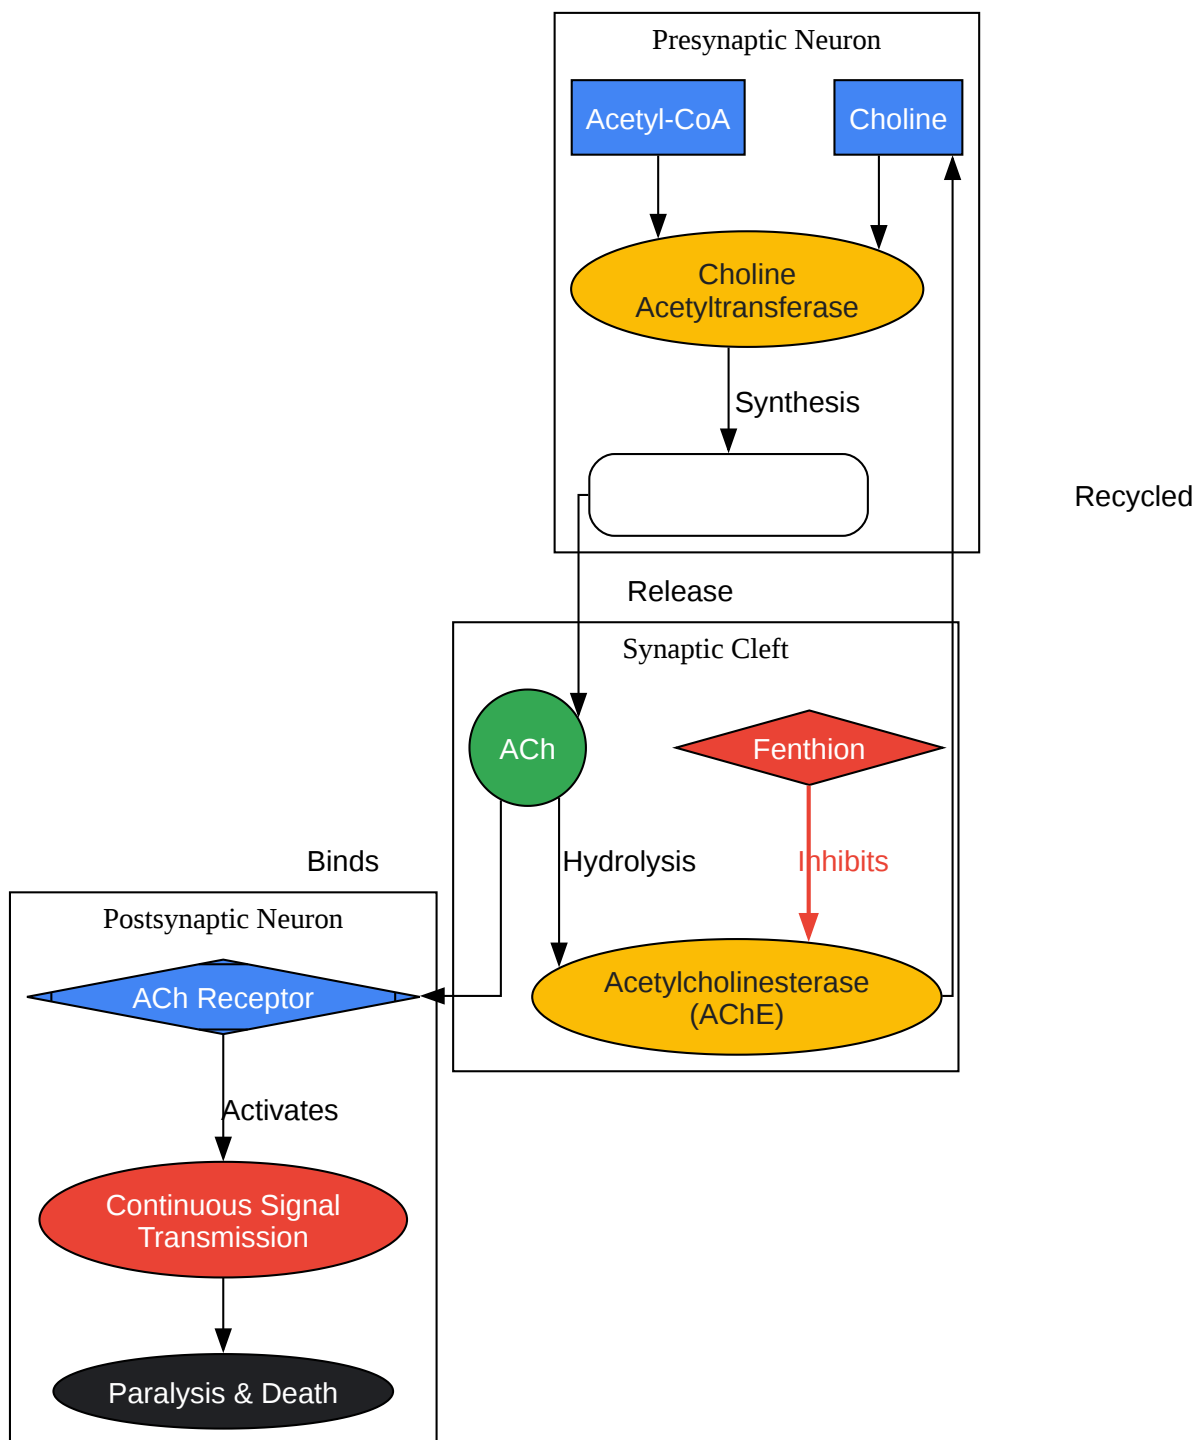 Presynaptic Neuron
Acetyl-CoA
Choline
Choline
Acetyltransferase
Synthesis
Recycled
Release
Synaptic Cleft
ACh
Fenthion
Binds
Hydrolysis
Inhibits
Postsynaptic Neuron
ACh Receptor
Acetylcholinesterase
(AChE)
Activates
Continuous Signal
Transmission
Paralysis & Death